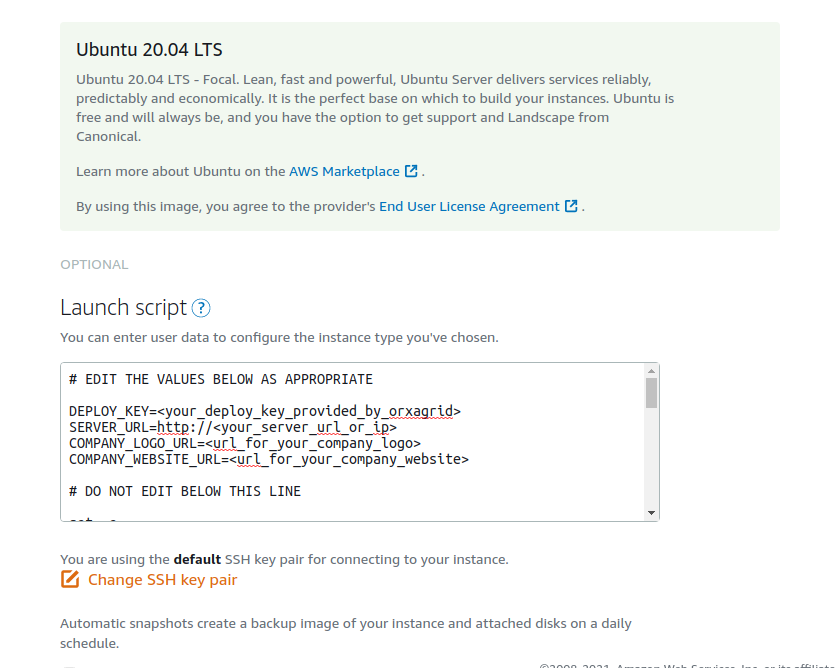 Ubuntu 20.04 LTS
Ubuntu 20.04 LTS - Focal. Lean, fast and powerful, Ubuntu Server delivers services reliably,
predictably and economically. It is the perfect base on which to build your instances. Ubuntu is
free and will always be, and you have the option to get support and Landscape from
Canonical.
Learn more about Ubuntu on the AWS Marketplace .
By using this image, you agree to the provider's End User License Agreement .
OPTIONAL
Launch script ?
You can enter user data to configure the instance type you've chosen.
# EDIT THE VALUES BELOW AS APPROPRIATE
DEPLOY_KEY=<your_deploy_key_provided_by_orxagrid>
SERVER_URL=http://<your_server_url_or_ip>
COMPANY_LOGO_URL=<url_for_your_company_logo>
COMPANY_WEBSITE_URL=<url_for_your_company_website>
# DO NOT EDIT BELOW THIS LINE
You are using the default SSH key pair for connecting to your instance.
Change SSH key pair
Automatic snapshots create a backup image of your instance and attached disks on a daily
schedule.
©2008-2021, Amazon Web Services, Inc. or its